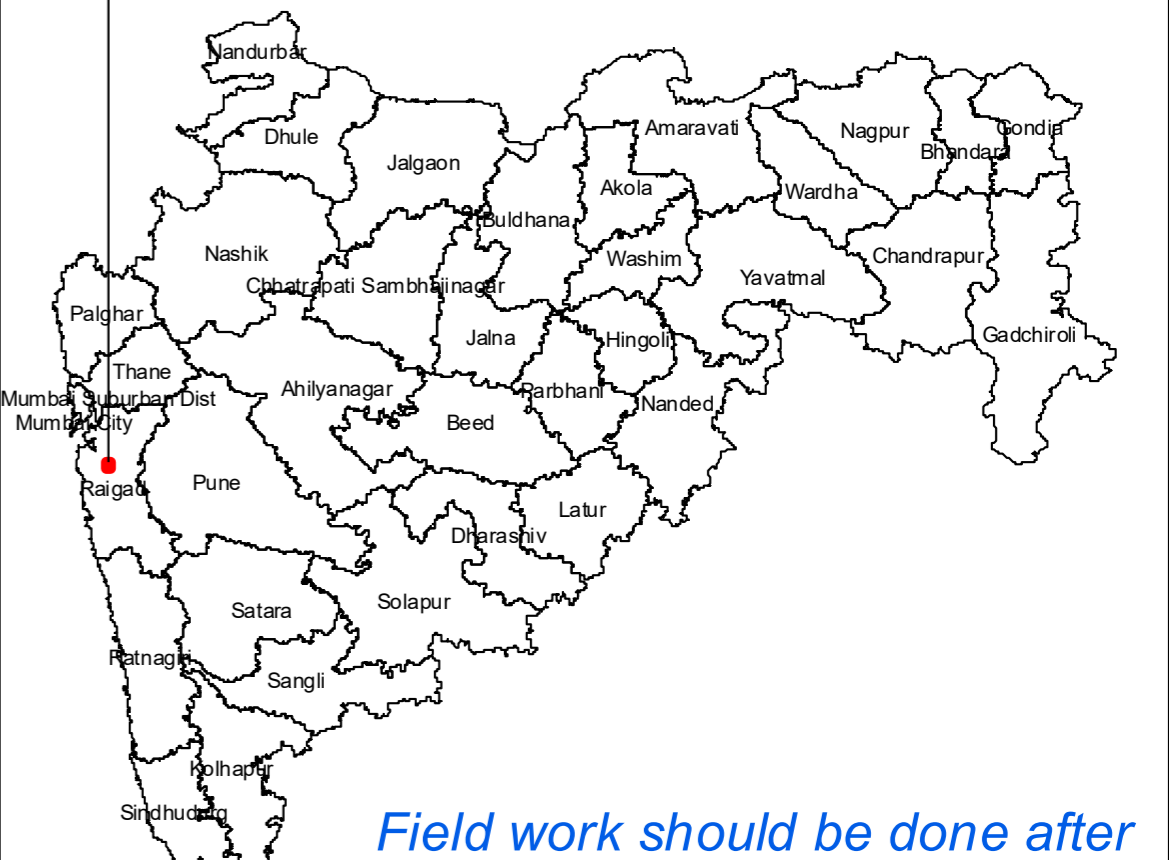 Nandurbar
Dhule
Jalgaon
Amaravati
Nagpur
Gondia
Bhandara
Akola
Wardha
Buldhana
Nashik
Washim
Chandrapur
Chhatrapati Sambhajinagar
Yavatmal
Palghar
Jalna
Hingoli
Gadchiroli
Thane
Ahilyanagar
Parbhani
Mumbai Suburban Dist
Nanded
Mumbai City
Beed
Raigad
Pune
Latur
Dharashiv
Satara
Solapur
Ratnagiri
Sangli
Kolhapur
Sindhudurg
Field work should be done after